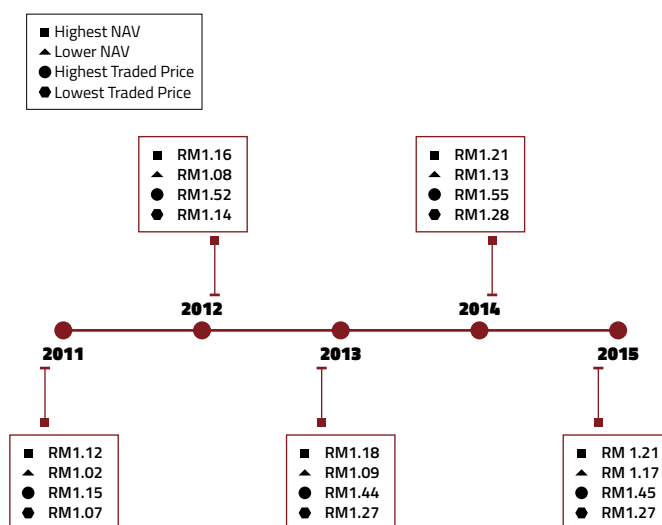 Highest NAV
Lower NAV
Highest Traded Price
Lowest Traded Price
RM1.16
RM1.08
RM1.52
RM1.14
RM1.21
RM1.13
RM1.55
RM1.28
2012
2014
2011
2013
2015
RM1.12
RM1.02
RM1.15
RM1.07
RM1.18
RM1.09
RM1.44
RM1.27
RM 1.21
RM 1.17
RM1.45
RM1.27